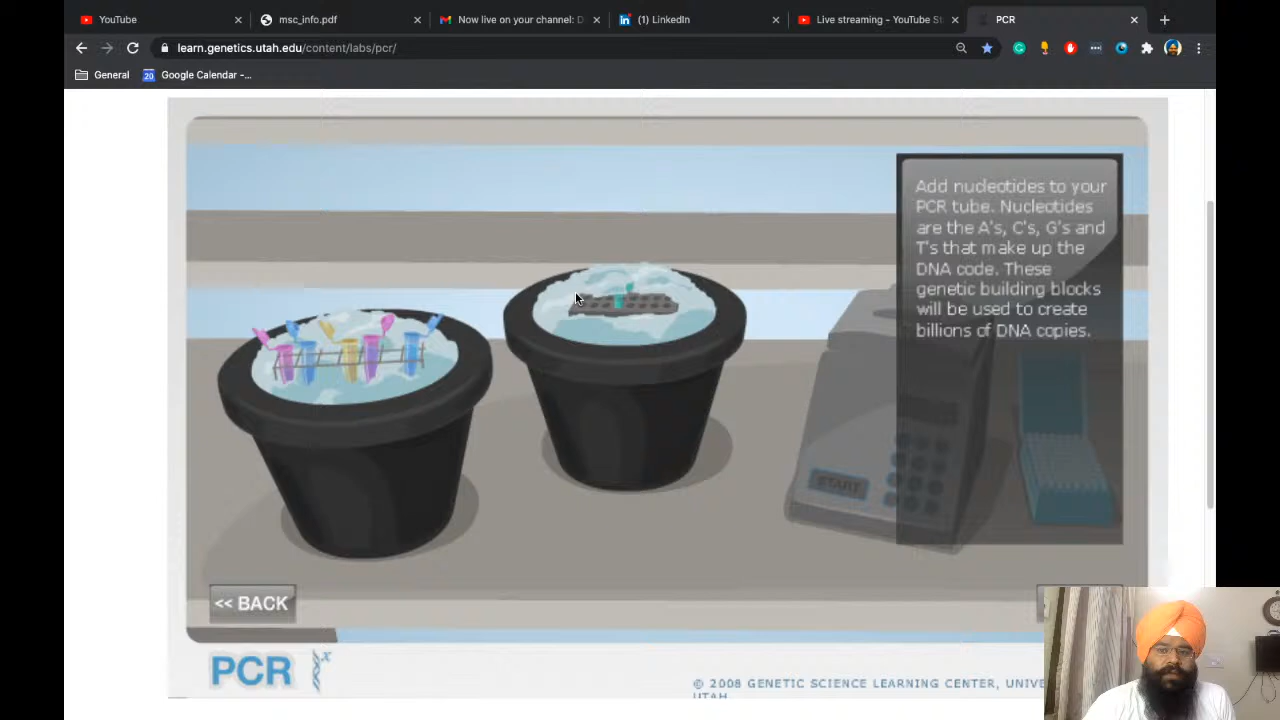 YouTube
msc_info.pdf
Now live on your channel: D
(1) LinkedIn
Live streaming - YouTube St
PCR
learn.genetics.utah.edu/content/labs/pcr/
General
20
Google Calendar -...
Add nucleotides to your
PCR tube. Nucleotides
are the A's, C's, G's and
T's that make up the
DNA code. These
genetic building blocks
will be used to create
billions of DNA copies.
START
<< BACK
PCR
© 2008 GENETIC SCIENCE LEARNING CENTER, UNIVE
UTAH